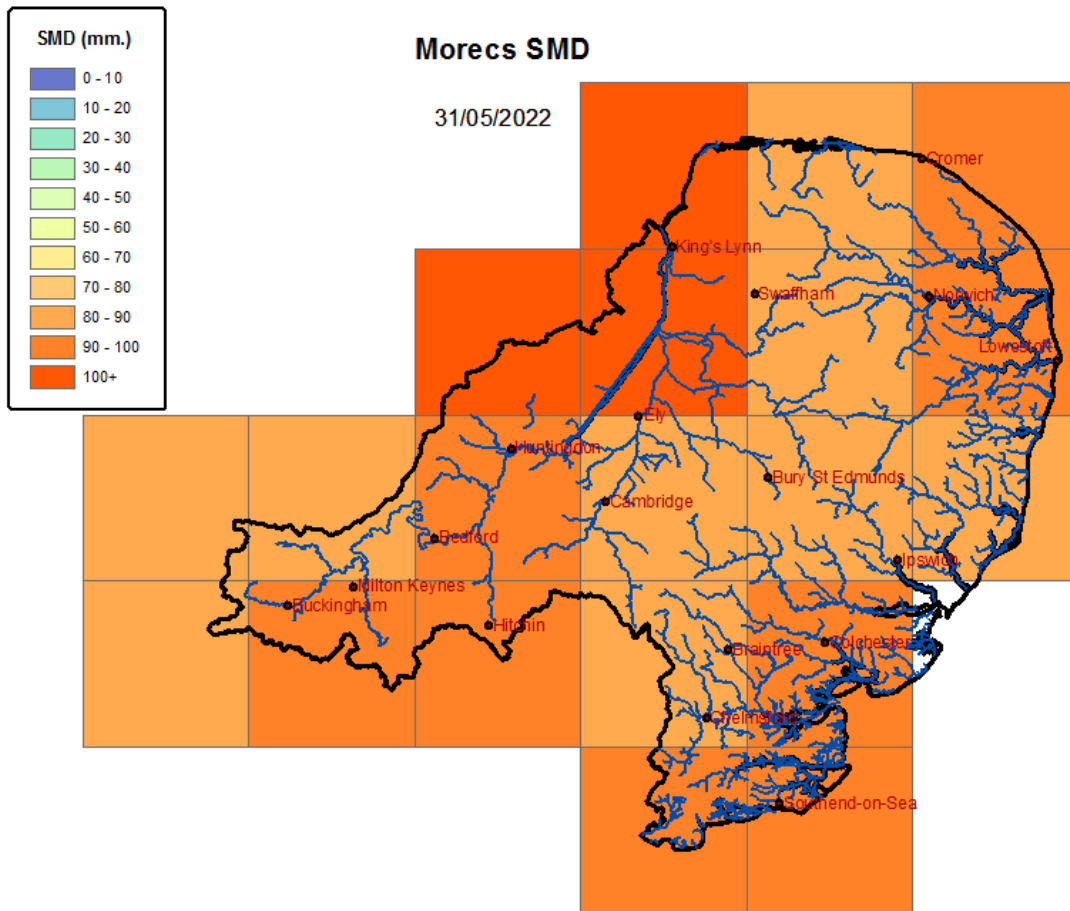 SMD (mm.)
0 - 10
10 - 20
20 - 30
30 - 40
40 - 50
50 - 60
60 - 70
70 - 80
80 - 90
90 - 100
100+
Morecs SMD
31/05/2022
Cromer
King's Lynn
Swaffham
Norwich
Lowestoft
Ely
Huntingdon
Bury St Edmunds
Cambridge
Bedford
Ipswich
Milton Keynes
Buckingham
Hitchin
Colchester
Braintree
Chelmsford
Southend-on-Sea